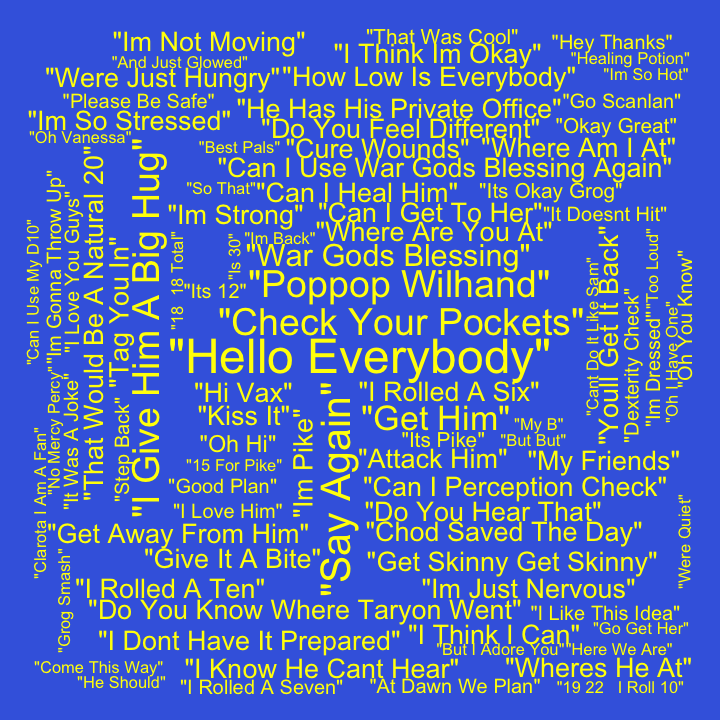 "Im Not Moving"
"That Was Cool"
"I Think Im Okay"
"Hey Thanks"
"And Just Glowed"
"Healing Potion"
"Were Just Hungry"
"How Low Is Everybody"
"Im So Hot"
"Please Be Safe"
"He Has His Private Office"
"Go Scanlan"
"Im So Stressed"
"Do You Feel Different"
"Okay Great"
"Oh Vanessa"
"Best Pals"
"Cure Wounds"
"Where Am I At"
"Can I Use War Gods Blessing Again"
"So That"
"Can I Heal Him"
"Its Okay Grog"
"Im Strong"
"Can I Get To Her"
"It Doesnt Hit"
"Im Back"
"Where Are You At"
"War Gods Blessing"
"Its 12"
"Poppop Wilhand"
"Check Your Pockets"
"Hello Everybody"
"Can I Use My D10"
"Im Gonna Throw Up"
"I Love You Guys"
"That Would Be A Natural 20"
"Tag You In"
"I Give Him A Big Hug"
"18  18 Total"
"Is 30"
"Cant Do It Like Sam"
"Youll Get It Back"
"Dexterity Check"
"Too Loud"
"Im Dressed"
"Oh I Have One"
"Oh You Know"
"Hi Vax"
"I Rolled A Six"
"Kiss It"
"Get Him"
"My B"
"Oh Hi"
"Its Pike"
"But But"
"15 For Pike"
"Attack Him"
"My Friends"
"Good Plan"
"Can I Perception Check"
"I Love Him"
"Do You Hear That"
"Clarota I Am A Fan"
"No Mercy Percy"
"It Was A Joke"
"Step Back"
"Im Pike"
"Say Again"
"Were Quiet"
"Get Away From Him"
"Chod Saved The Day"
"Give It A Bite"
"Get Skinny Get Skinny"
"Grog Smash"
"I Rolled A Ten"
"Im Just Nervous"
"Do You Know Where Taryon Went"
"I Like This Idea"
"I Dont Have It Prepared"
"I Think I Can"
"Go Get Her"
"But I Adore You"
"Here We Are"
"Come This Way"
"I Know He Cant Hear"
"Wheres He At"
"He Should"
"I Rolled A Seven"
"At Dawn We Plan"
"19 22   I Roll 10"